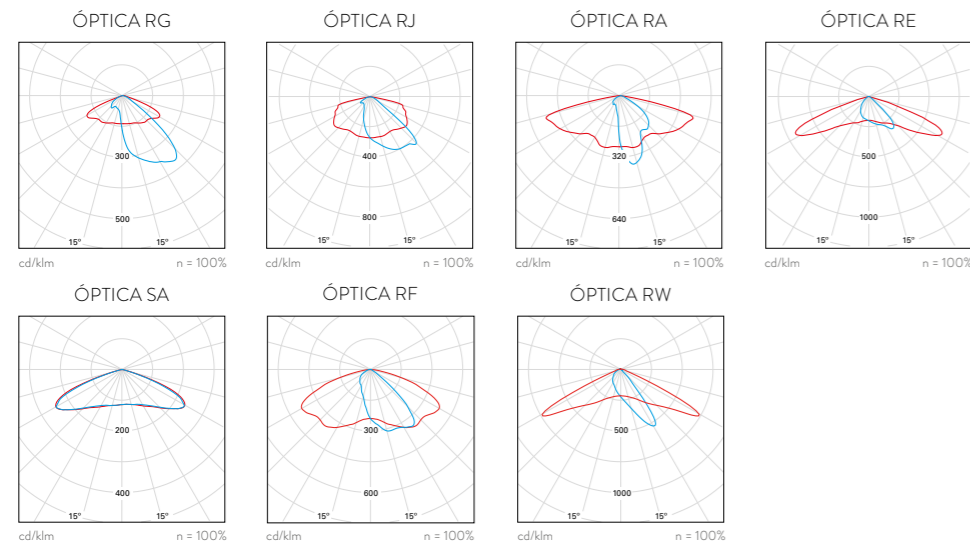 ÓPTICA RG
300
500
15° 15°
cd/klm n = 100%
ÓPTICA RJ
400
800
15° 15°
cd/klm n = 100%
ÓPTICA RA
320
640
15° 15°
cd/klm n = 100%
ÓPTICA RE
500
1000
15° 15°
cd/klm n = 100%
ÓPTICA SA
200
400
15° 15°
cd/klm n = 100%
ÓPTICA RF
300
600
15° 15°
cd/klm n = 100%
ÓPTICA RW
500
1000
15° 15°
cd/klm n = 100%